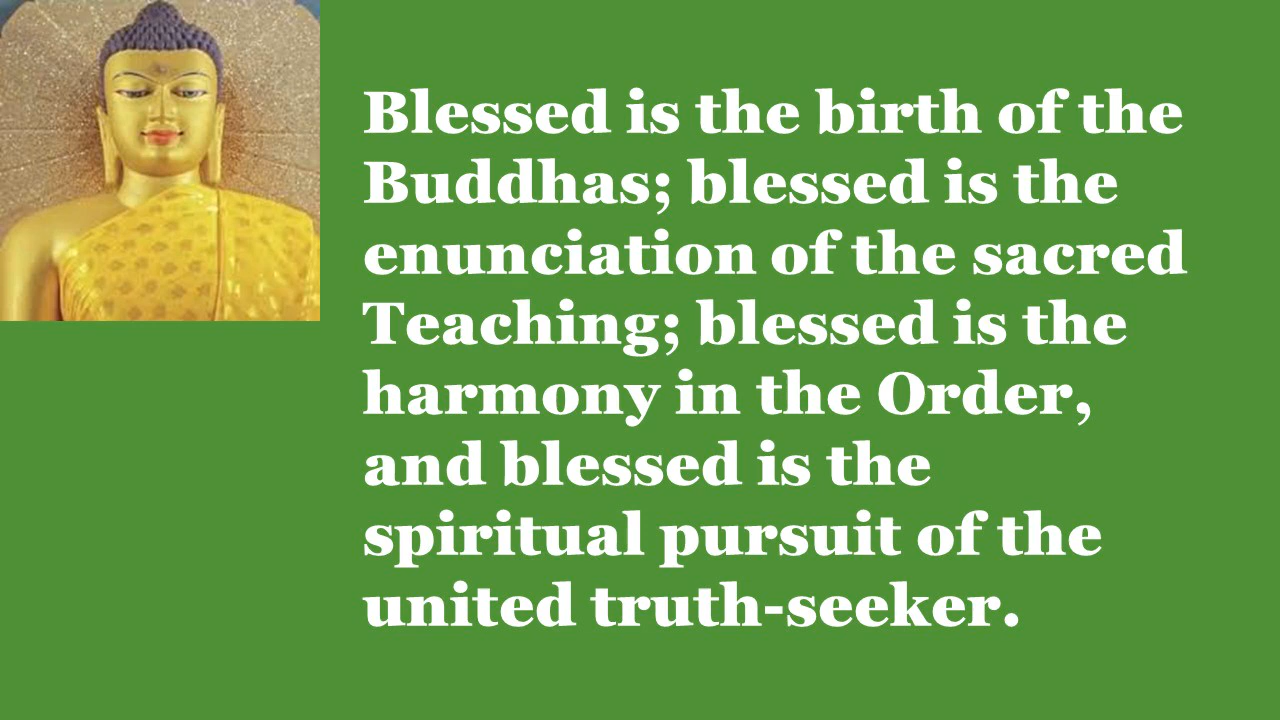 Blessed is the birth of the
Buddhas; blessed is the
enunciation of the sacred
Teaching; blessed is the
harmony in the Order,
and blessed is the
spiritual pursuit of the
united truth-seeker.